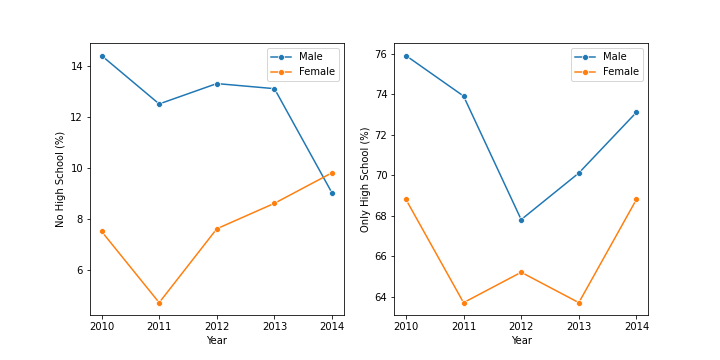 14
12
10
8
6
No High School (%)
2010 2011 2012 2013 2014
Year
Male
Female
76
74
72
70
68
66
64
Only High School (%)
2010 2011 2012 2013 2014
Year
Male
Female